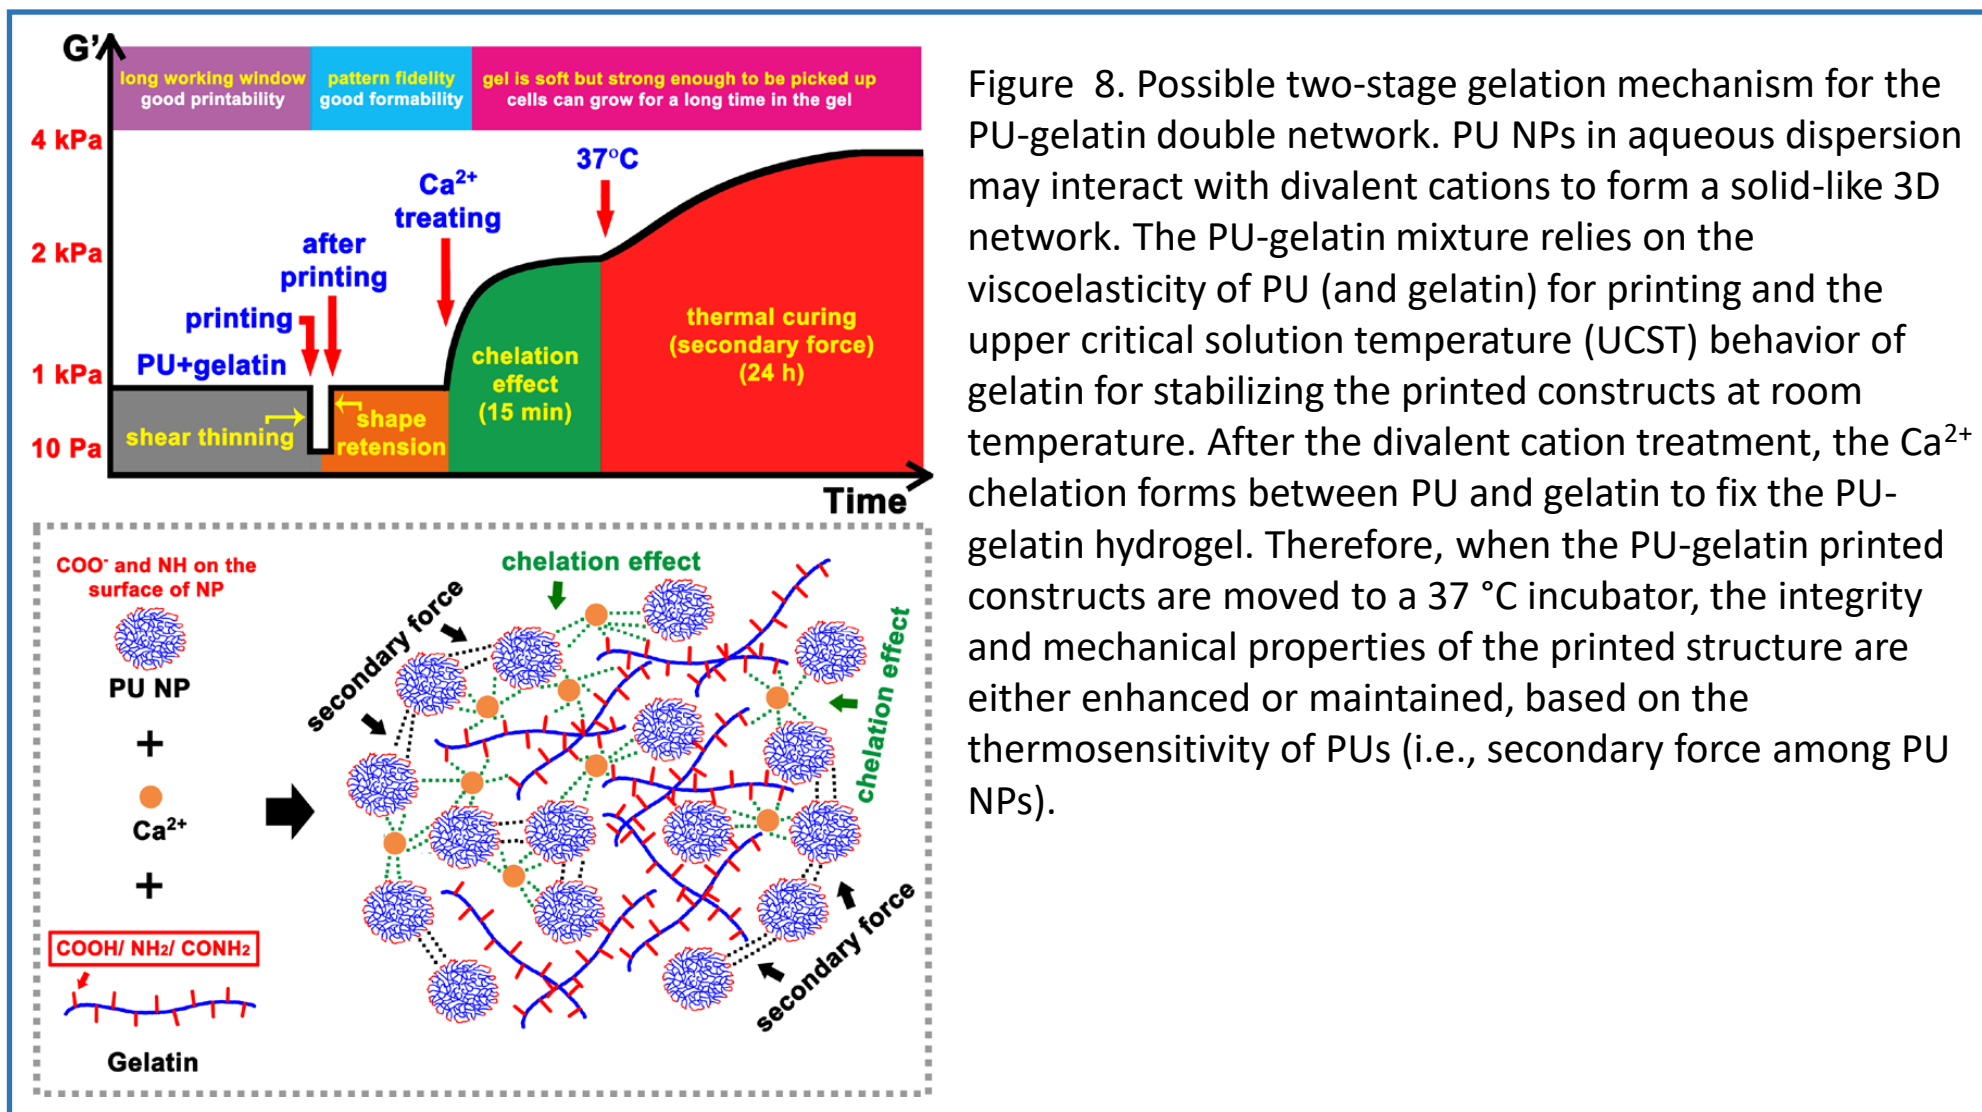 G'
long working window
good printability
pattern fidelity
good formability
gel is soft but strong enough to be picked up
cells can grow for a long time in the gel
4 kPa
2 kPa
1 kPa
10 Pa
printing
PU+gelatin
after
printing
Ca²⁺
treating
37°C
shear thinning
shape
retension
chelation
effect
(15 min)
thermal curing
(secondary force)
(24 h)
Time
COO⁻ and NH on the
surface of NP
PU NP
+
Ca²⁺
+
COOH/ NH₂/ CONH₂
Gelatin
chelation effect
secondary force
chelation effect
secondary force
Figure 8. Possible two-stage gelation mechanism for the
PU-gelatin double network. PU NPs in aqueous dispersion
may interact with divalent cations to form a solid-like 3D
network. The PU-gelatin mixture relies on the
viscoelasticity of PU (and gelatin) for printing and the
upper critical solution temperature (UCST) behavior of
gelatin for stabilizing the printed constructs at room
temperature. After the divalent cation treatment, the Ca²⁺
chelation forms between PU and gelatin to fix the PU-
gelatin hydrogel. Therefore, when the PU-gelatin printed
constructs are moved to a 37 °C incubator, the integrity
and mechanical properties of the printed structure are
either enhanced or maintained, based on the
thermosensitivity of PUs (i.e., secondary force among PU
NPs).